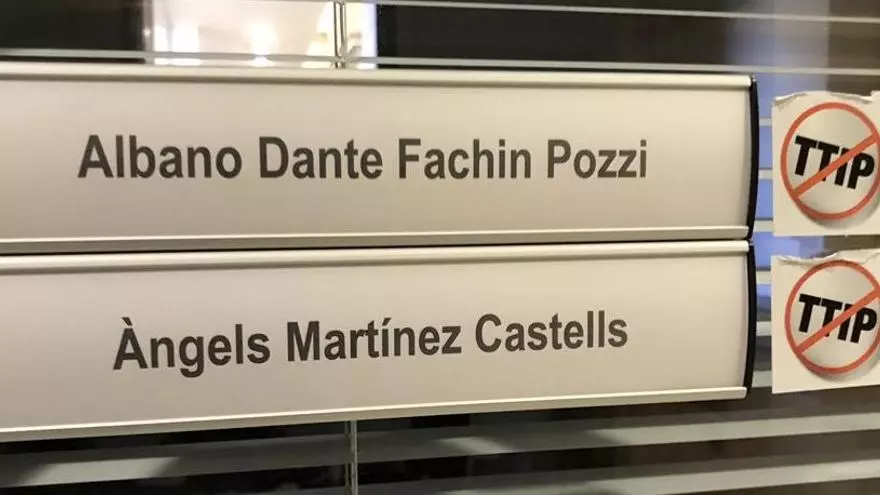 Albano Dante Fachin Pozzi
TTIP
Àngels Martínez Castells
TTIP